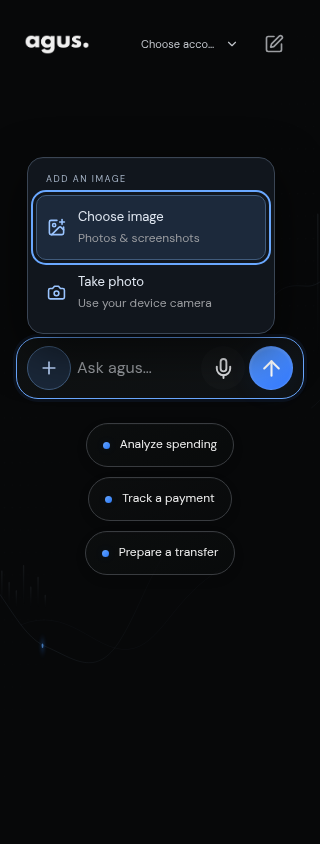 agus.
Choose acco...
ADD AN IMAGE
Choose image
Photos & screenshots
Take photo
Use your device camera
Ask agus...
Analyze spending
Track a payment
Prepare a transfer